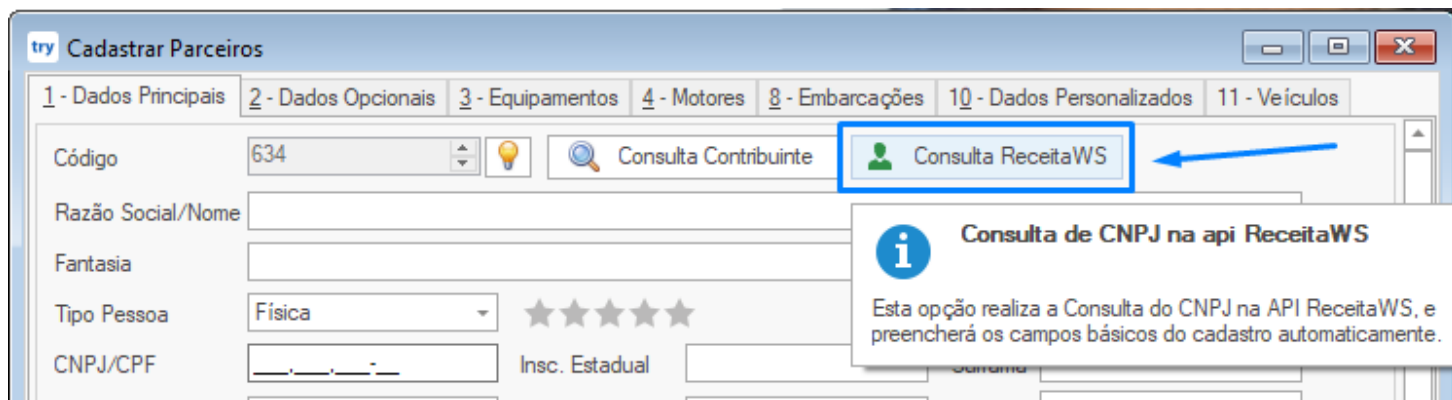 try Cadastrar Parceiros
1 - Dados Principais 2 - Dados Opcionais 3 - Equipamentos 4 - Motores 8 - Embarcações 10 - Dados Personalizados 11 - Veículos
Código 634 Consulta Contribuinte Consulta ReceitaWS
Razão Social/Nome
Consulta de CNPJ na api ReceitaWS
Fantasia
Tipo Pessoa Física
Esta opção realiza a Consulta do CNPJ na API ReceitaWS, e
preencherá os campos básicos do cadastro automaticamente.
CNPJ/CPF ___.___.___-__ Insc. Estadual